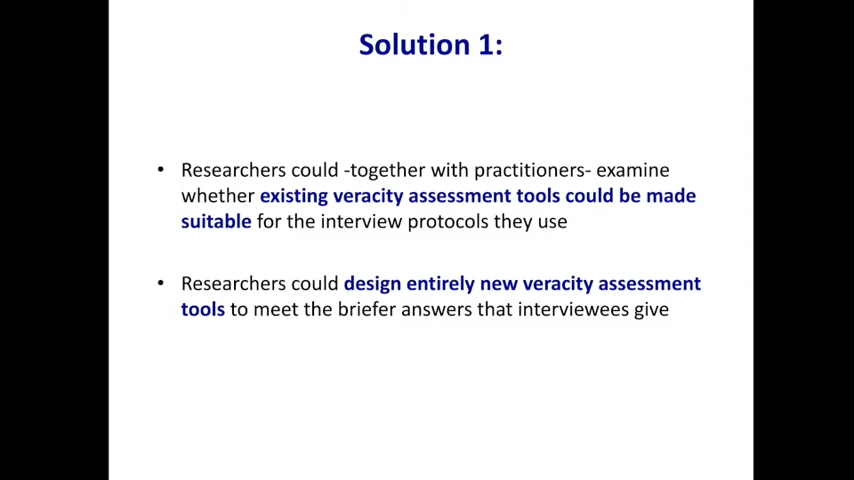 Solution 1:
• Researchers could -together with practitioners- examine
whether existing veracity assessment tools could be made
suitable for the interview protocols they use
• Researchers could design entirely new veracity assessment
tools to meet the briefer answers that interviewees give